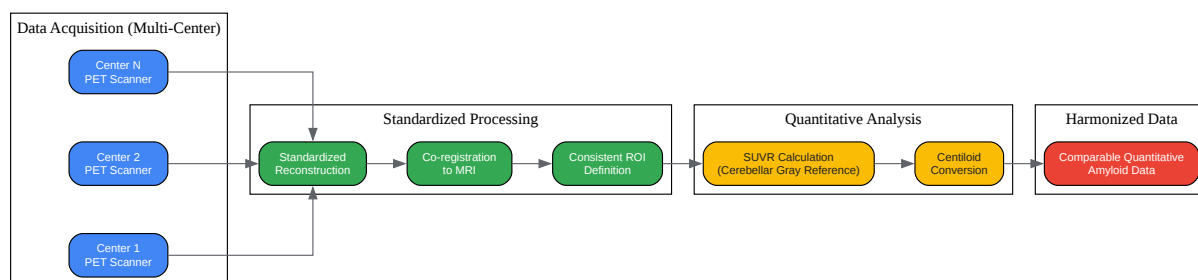 Data Acquisition (Multi-Center)
Center N
PET Scanner
Center 2
PET Scanner
Center 1
PET Scanner
Standardized Processing
Standardized
Reconstruction
Co-registration
to MRI
Consistent ROI
Definition
Quantitative Analysis
SUVR Calculation
(Cerebellar Gray Reference)
Centiloid
Conversion
Harmonized Data
Comparable Quantitative
Amyloid Data